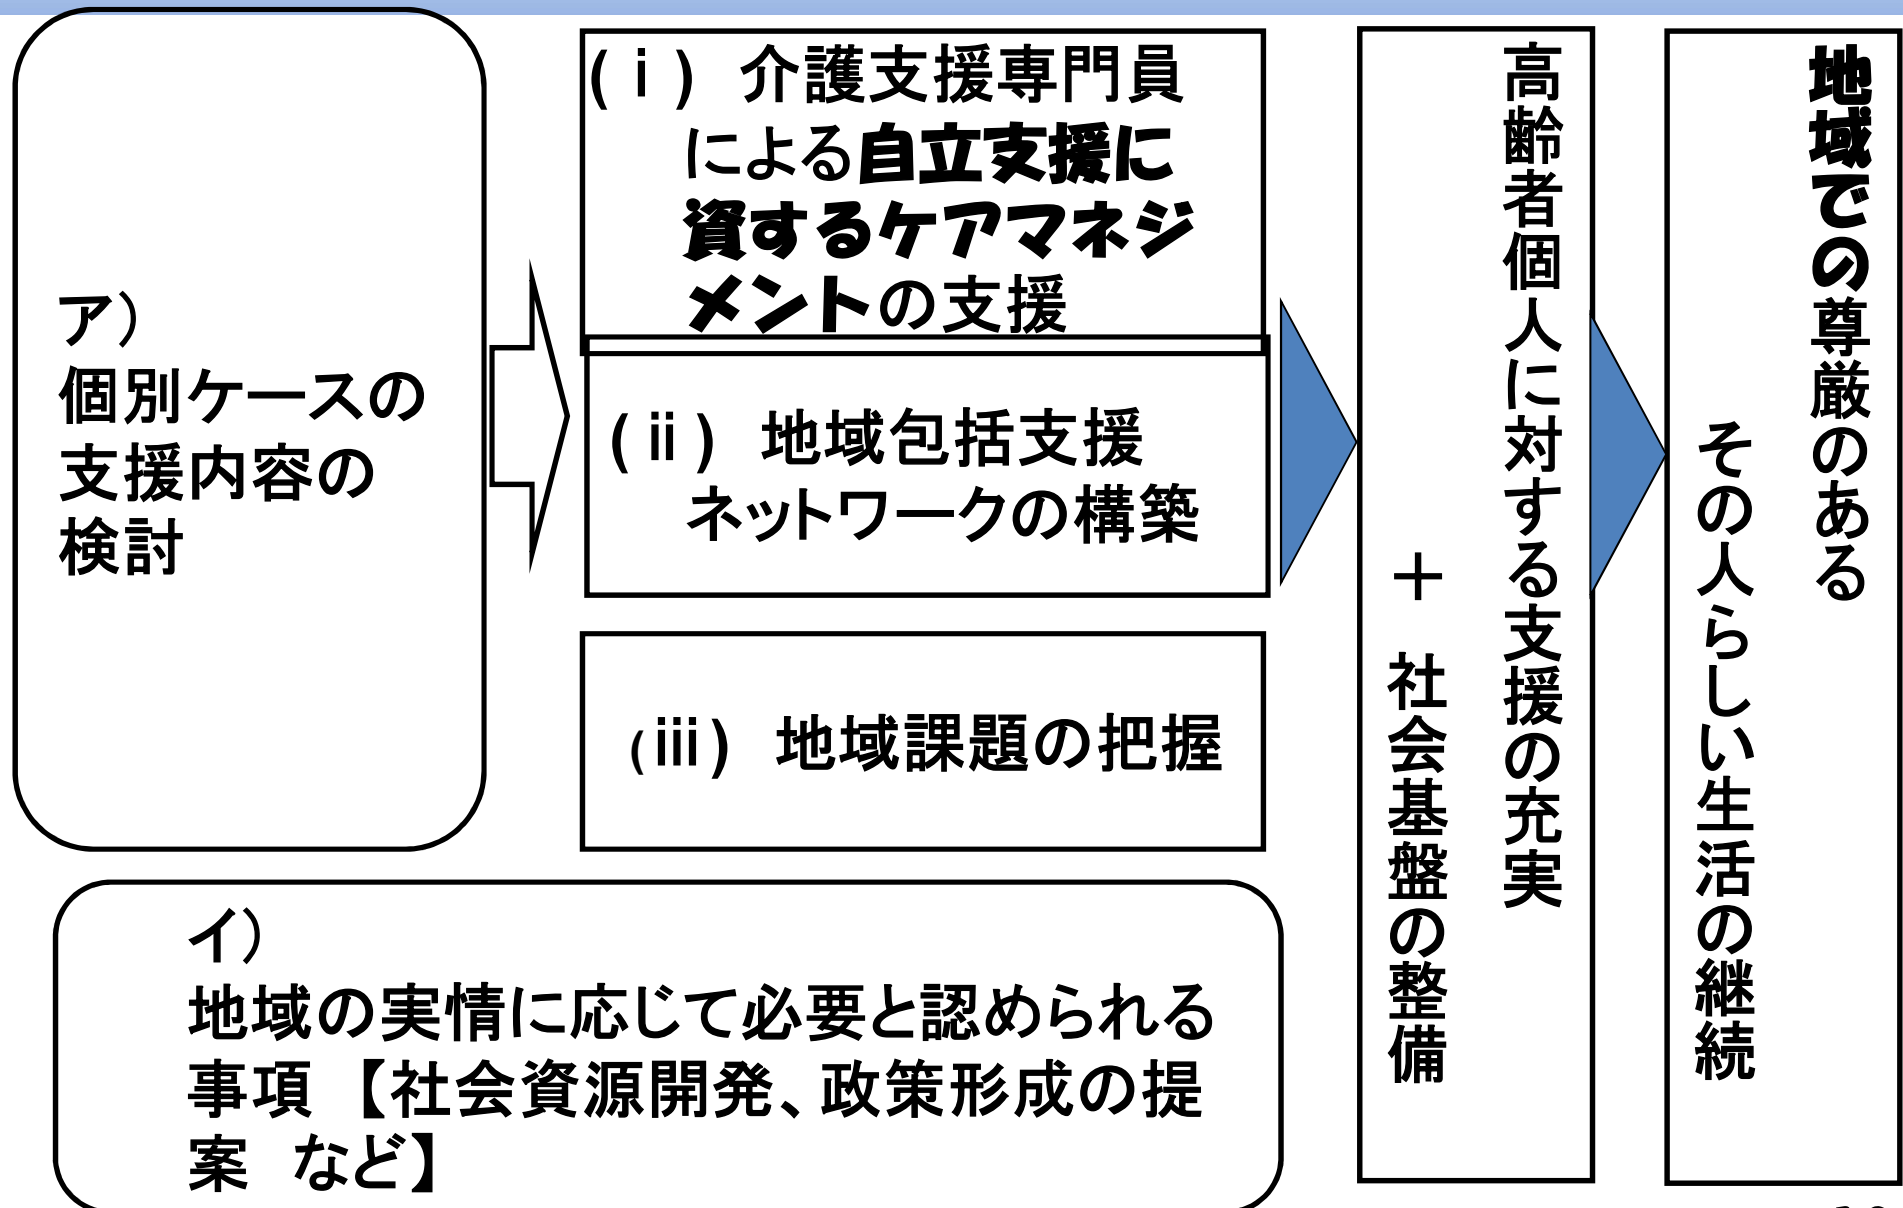 ア）
個別ケースの
支援内容の
検討
(ⅰ) 介護支援専門員
による自立支援に
資するケアマネジ
メントの支援
(ⅱ) 地域包括支援
ネットワークの構築
(ⅲ) 地域課題の把握
イ）
地域の実情に応じて必要と認められる
事項【社会資源開発、政策形成の提
案　など】
高齢者個人に対する支援の充実
＋　社会基盤の整備
地域での尊厳のある
その人らしい生活の継続